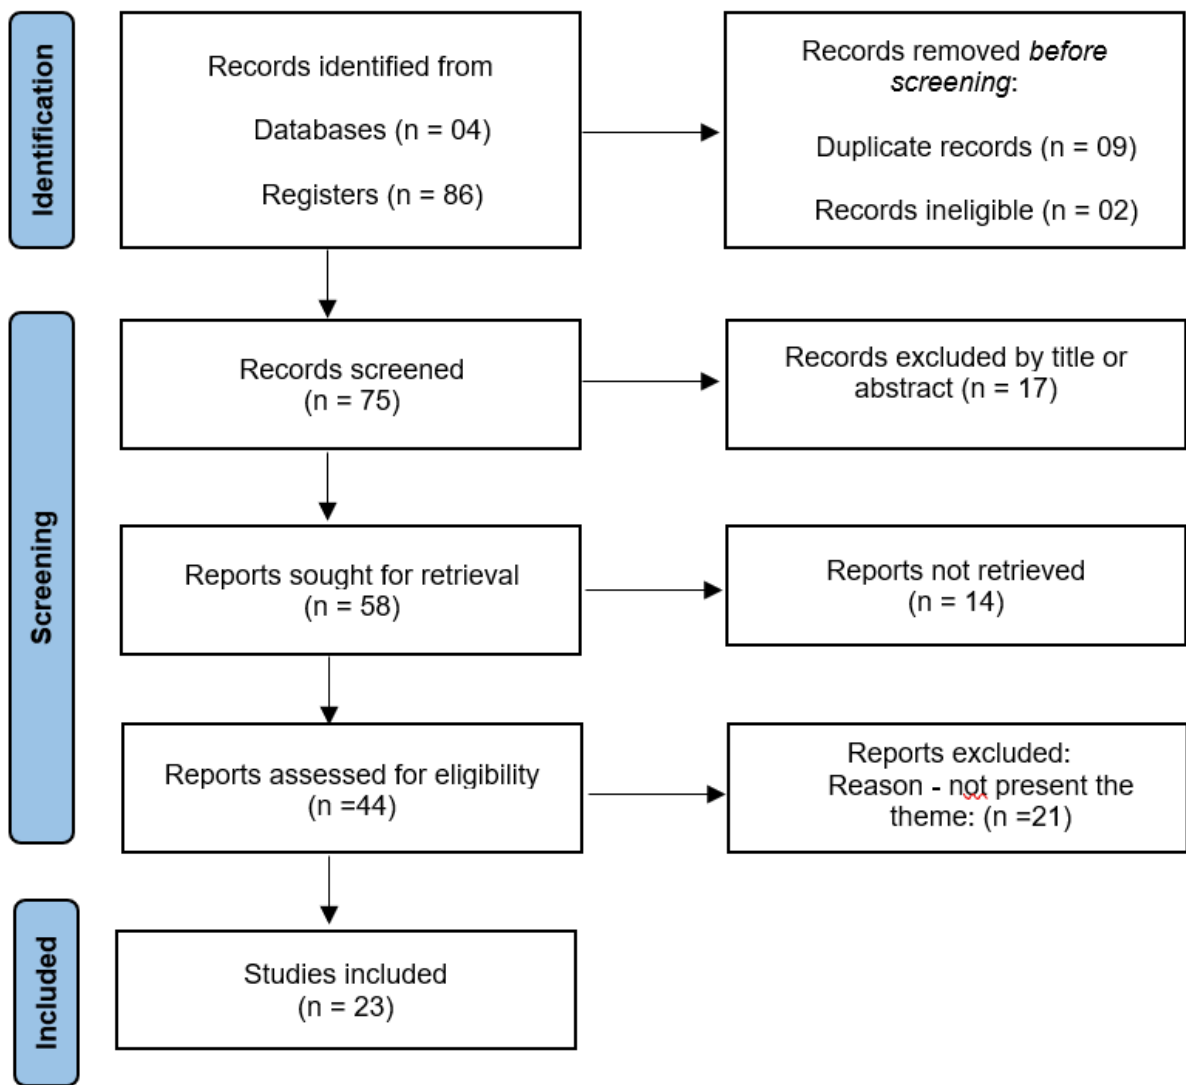 Identification
Records identified from
Databases (n = 04)
Registers (n = 86)
Records removed before
screening:
Duplicate records (n = 09)
Records ineligible (n = 02)
Screening
Records screened
(n = 75)
Records excluded by title or
abstract (n = 17)
Reports sought for retrieval
(n = 58)
Reports not retrieved
(n = 14)
Reports assessed for eligibility
(n =44)
Reports excluded:
Reason - not present the
theme: (n =21)
Included
Studies included
(n = 23)